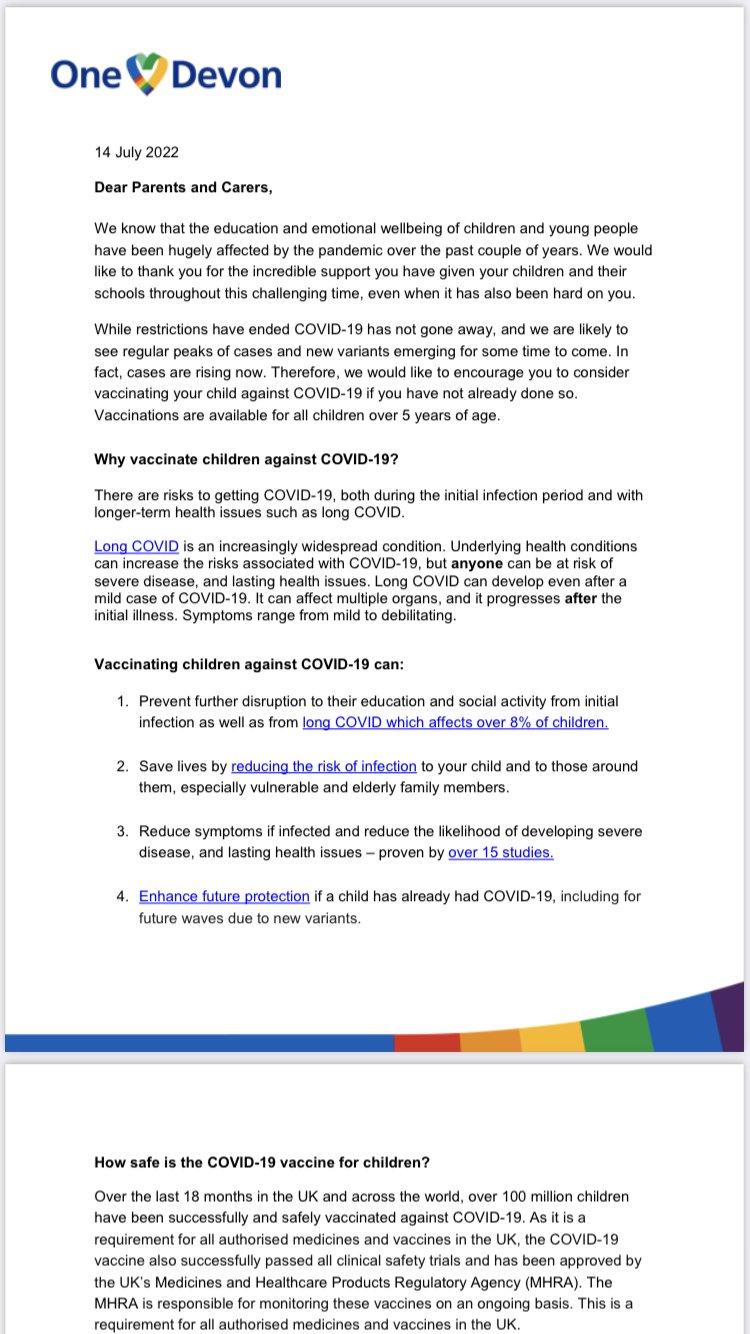 One Devon
14 July 2022
Dear Parents and Carers,
We know that the education and emotional wellbeing of children and young people
have been hugely affected by the pandemic over the past couple of years. We would
like to thank you for the incredible support you have given your children and their
schools throughout this challenging time, even when it has also been hard on you.
While restrictions have ended COVID-19 has not gone away, and we are likely to
see regular peaks of cases and new variants emerging for some time to come. In
fact, cases are rising now. Therefore, we would like to encourage you to consider
vaccinating your child against COVID-19 if you have not already done so.
Vaccinations are available for all children over 5 years of age.
Why vaccinate children against COVID-19?
There are risks to getting COVID-19, both during the initial infection period and with
longer-term health issues such as long COVID.
Long COVID is an increasingly widespread condition. Underlying health conditions
can increase the risks associated with COVID-19, but anyone can be at risk of
severe disease, and lasting health issues. Long COVID can develop even after a
mild case of COVID-19. It can affect multiple organs, and it progresses after the
initial illness. Symptoms range from mild to debilitating.
Vaccinating children against COVID-19 can:
1. Prevent further disruption to their education and social activity from initial
infection as well as from long COVID which affects over 8% of children.
2. Save lives by reducing the risk of infection to your child and to those around
them, especially vulnerable and elderly family members.
3. Reduce symptoms if infected and reduce the likelihood of developing severe
disease, and lasting health issues – proven by over 15 studies.
4. Enhance future protection if a child has already had COVID-19, including for
future waves due to new variants.
How safe is the COVID-19 vaccine for children?
Over the last 18 months in the UK and across the world, over 100 million children
have been successfully and safely vaccinated against COVID-19. As it is a
requirement for all authorised medicines and vaccines in the UK, the COVID-19
vaccine also successfully passed all clinical safety trials and has been approved by
the UK's Medicines and Healthcare Products Regulatory Agency (MHRA). The
MHRA is responsible for monitoring these vaccines on an ongoing basis. This is a
requirement for all authorised medicines and vaccines in the UK.